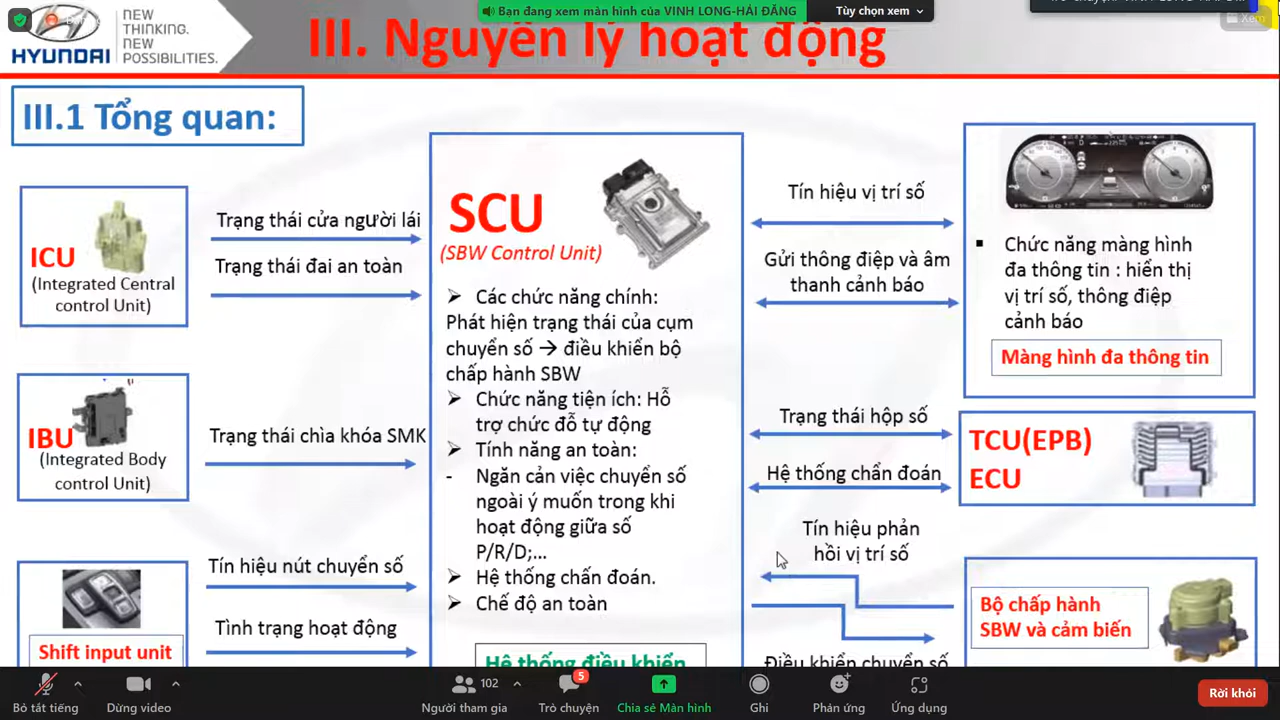 Bạn đang xem màn hình của VINH LONG-HẢI ĐĂNG
Tùy chọn xem
Xem
HYUNDAI
NEW
THINKING.
NEW
POSSIBILITIES.
III. Nguyên lý hoạt động
III.1 Tổng quan:
ICU
(Integrated Central
control Unit)
Trạng thái cửa người lái
Trạng thái đai an toàn
IBU
(Integrated Body
control Unit)
Trạng thái chìa khóa SMK
Tín hiệu nút chuyển số
Tình trạng hoạt động
Shift input unit
SCU
(SBW Control Unit)
➢ Các chức năng chính:
Phát hiện trạng thái của cụm
chuyển số → điều khiển bộ
chấp hành SBW
➢ Chức năng tiện ích: Hỗ
trợ chức đỗ tự động
➢ Tính năng an toàn:
- Ngăn cản việc chuyển số
ngoài ý muốn trong khi
hoạt động giữa số
P/R/D;...
➢ Hệ thống chẩn đoán.
➢ Chế độ an toàn
Hệ thống điều khiển
Tín hiệu vị trí số
Gửi thông điệp và âm
thanh cảnh báo
▪ Chức năng màng hình
đa thông tin : hiển thị
vị trí số, thông điệp
cảnh báo
Màng hình đa thông tin
Trạng thái hộp số
Hệ thống chẩn đoán
TCU(EPB)
ECU
Tín hiệu phản
hồi vị trí số
Điều khiển chuyển số
Bộ chấp hành
SBW và cảm biến
Bỏ tắt tiếng
Dừng video
102
Người tham gia
5
Trò chuyện
Chia sẻ Màn hình
Ghi
Phản ứng
Ứng dụng
Rời khỏi